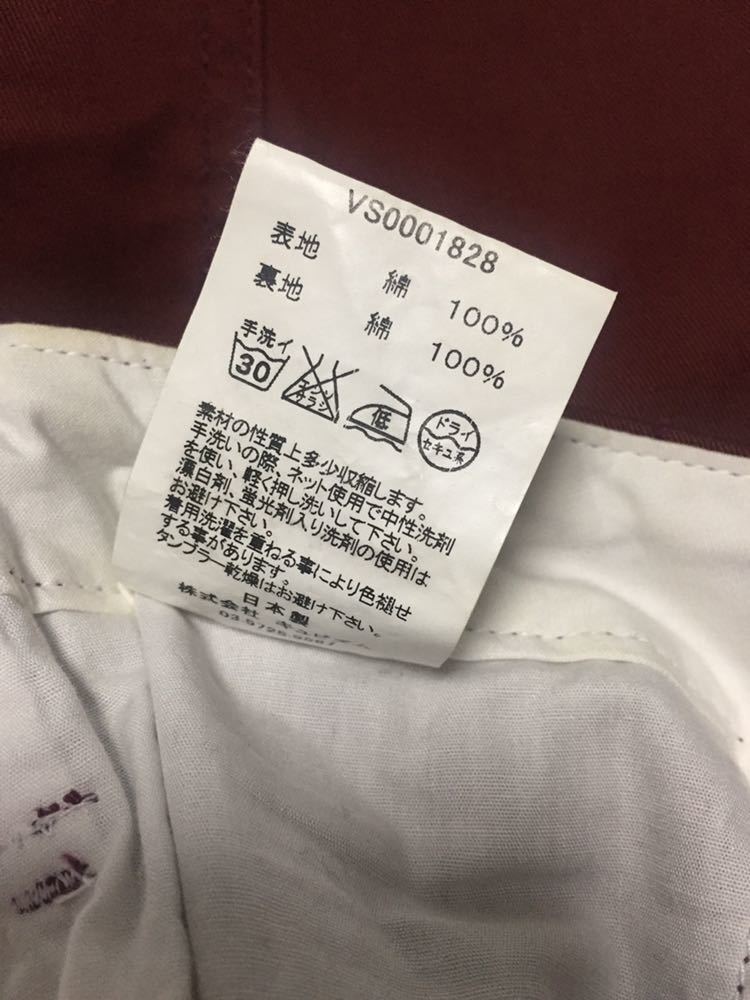 VS0001828
表地 綿 100%
裏地 綿 100%
手洗イ
30 エンソサラシ 低 ドライ セキユ系
素材の性質上多少収縮します。
手洗いの際、ネット使用で中性洗剤
を使い、軽く押し洗いして下さい。
漂白剤、蛍光剤入り洗剤の使用は
お避け下さい。
着用洗濯を重ねる事により色褪せ
する事があります。
タンブラー乾燥はお避け下さい。
日本製
株式会社